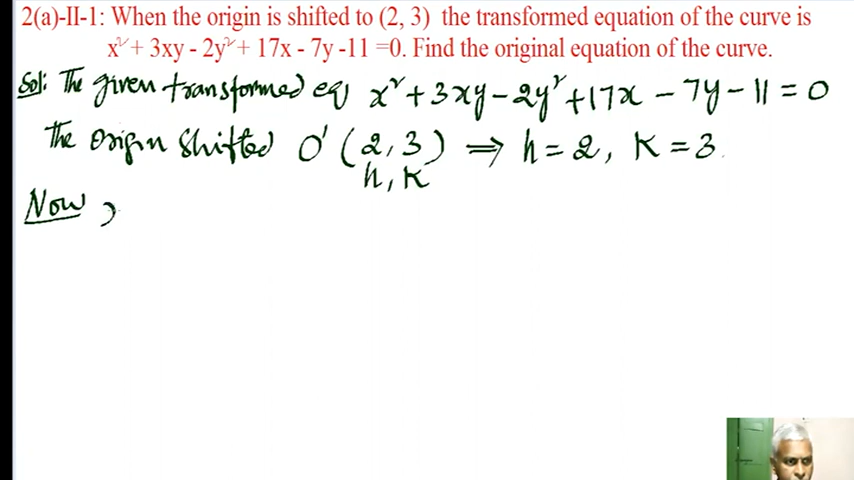 2(a)-II-1: When the origin is shifted to (2, 3) the transformed equation of the curve is
x² + 3xy - 2y² + 17x - 7y -11 =0. Find the original equation of the curve.
Sol: The given transformed eq x² + 3xy - 2y² + 17x - 7y - 11 = 0
The origin shifted O' (2, 3) ⟹ h = 2, K = 3
h, K
Now